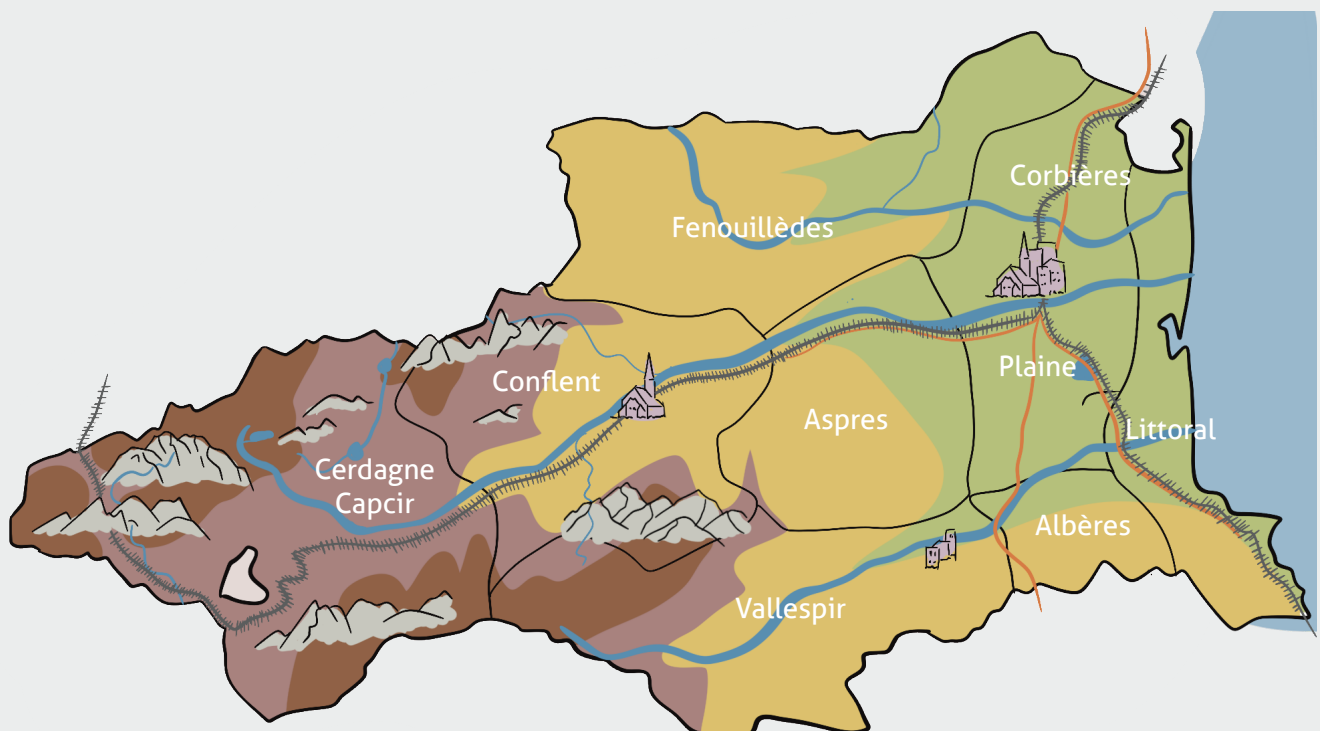 Corbières
Fenouillèdes
Plaine
Conflent
Aspres
Littoral
Cerdagne
Capcir
Albères
Vallespir